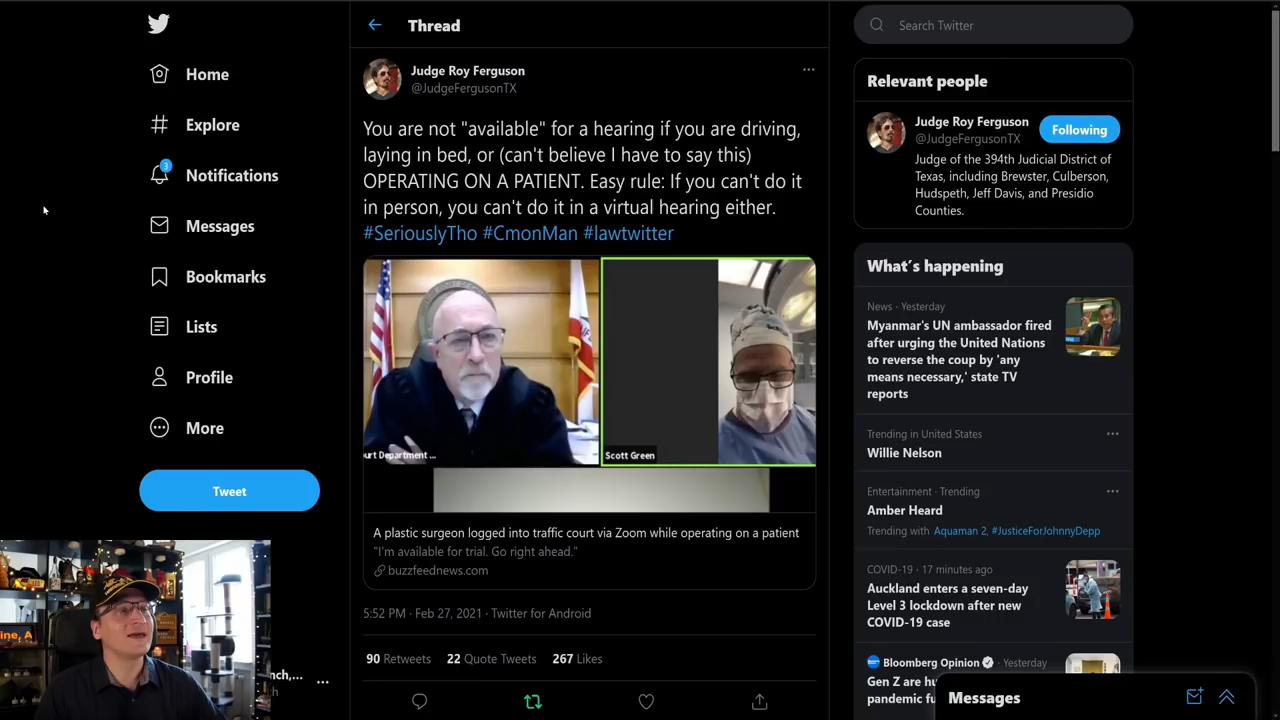 Home
Explore
3
Notifications
Messages
Bookmarks
Lists
Profile
More
Tweet
ine, A
nch,...
Thread
Judge Roy Ferguson
@JudgeFergusonTX
You are not "available" for a hearing if you are driving,
laying in bed, or (can't believe I have to say this)
OPERATING ON A PATIENT. Easy rule: If you can't do it
in person, you can't do it in a virtual hearing either.
#SeriouslyTho #CmonMan #lawtwitter
urt Department ...
Scott Green
A plastic surgeon logged into traffic court via Zoom while operating on a patient
"I'm available for trial. Go right ahead."
buzzfeednews.com
5:52 PM · Feb 27, 2021 · Twitter for Android
90 Retweets 22 Quote Tweets 267 Likes
Search Twitter
Relevant people
Judge Roy Ferguson
@JudgeFergusonTX
Following
Judge of the 394th Judicial District of
Texas, including Brewster, Culberson,
Hudspeth, Jeff Davis, and Presidio
Counties.
What's happening
News · Yesterday
Myanmar's UN ambassador fired
after urging the United Nations
to reverse the coup by 'any
means necessary,' state TV
reports
Trending in United States
Willie Nelson
Entertainment · Trending
Amber Heard
Trending with Aquaman 2, #JusticeForJohnnyDepp
COVID-19 · 17 minutes ago
Auckland enters a seven-day
Level 3 lockdown after new
COVID-19 case
Bloomberg Opinion · Yesterday
Gen Z are hu
pandemic fu
Messages